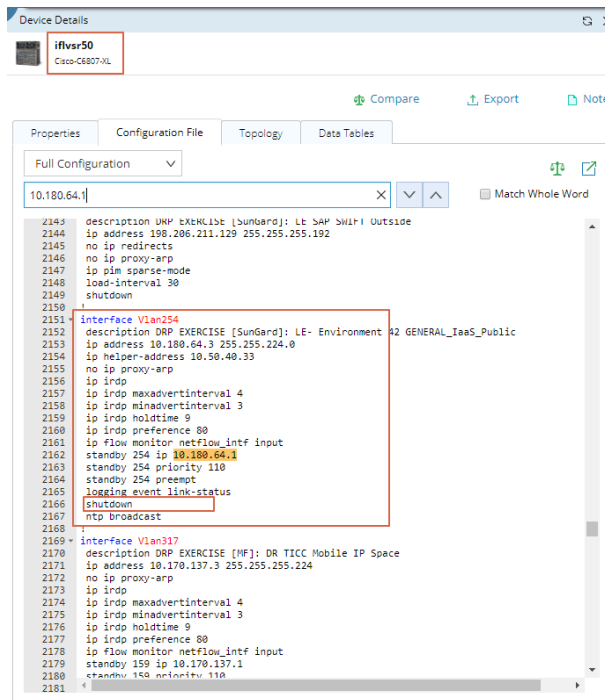 Device Details
iflvsr50
Cisco-C6807-XL
Compare
Export
Note
Properties
Configuration File
Topology
Data Tables
Full Configuration
10.180.64.1
Match Whole Word
2143 description DRP EXERCISE [SunGard]: LE SAP SWIFT Outside
2144 ip address 198.206.211.129 255.255.255.192
2145 no ip redirects
2146 no ip proxy-arp
2147 ip pim sparse-mode
2148 load-interval 30
2149 shutdown
2150 !
2151 interface Vlan254
2152 description DRP EXERCISE [SunGard]: LE- Environment 42 GENERAL_IaaS_Public
2153 ip address 10.180.64.3 255.255.224.0
2154 ip helper-address 10.50.40.33
2155 no ip proxy-arp
2156 ip irdp
2157 ip irdp maxadvertinterval 4
2158 ip irdp minadvertinterval 3
2159 ip irdp holdtime 9
2160 ip irdp preference 80
2161 ip flow monitor netflow_intf input
2162 standby 254 ip 10.180.64.1
2163 standby 254 priority 110
2164 standby 254 preempt
2165 logging event link-status
2166 shutdown
2167 ntp broadcast
2168 !
2169 interface Vlan317
2170 description DRP EXERCISE [MF]: DR TICC Mobile IP Space
2171 ip address 10.170.137.3 255.255.255.224
2172 no ip proxy-arp
2173 ip irdp
2174 ip irdp maxadvertinterval 4
2175 ip irdp minadvertinterval 3
2176 ip irdp holdtime 9
2177 ip irdp preference 80
2178 ip flow monitor netflow_intf input
2179 standby 159 ip 10.170.137.1
2180 standby 159 priority 110
2181